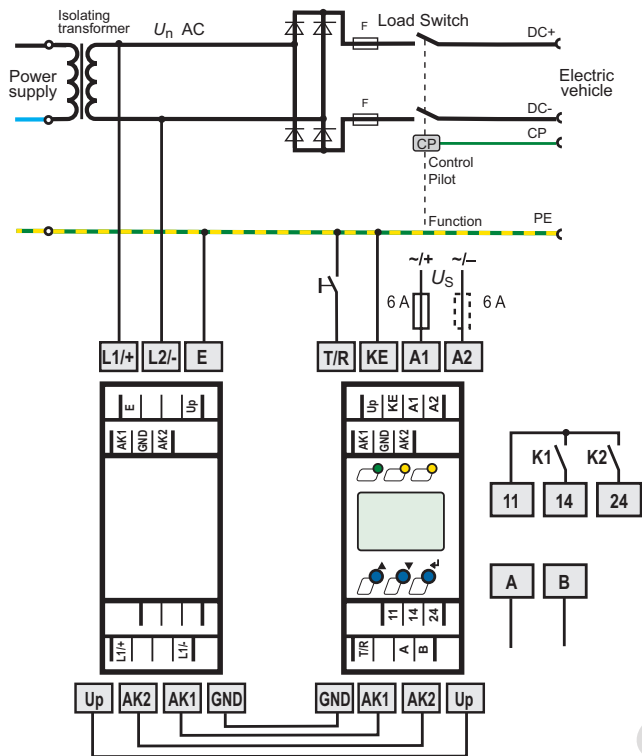 Isolating
transformer
Un AC
F
Load Switch
DC+
Power
supply
Electric
vehicle
F
DC-
CP
CP
Control
Pilot
Function
PE
~/+
~/–
US
6 A
6 A
L1/+ L2/- E T/R KE A1 A2
E Up
AK1 GND AK2
Up KE A1 A2
AK1 GND AK2
K1 K2
11 14 24
A B
L1/+ L1/-
11 14 24
T/R A B
Up AK2 AK1 GND GND AK1 AK2 Up